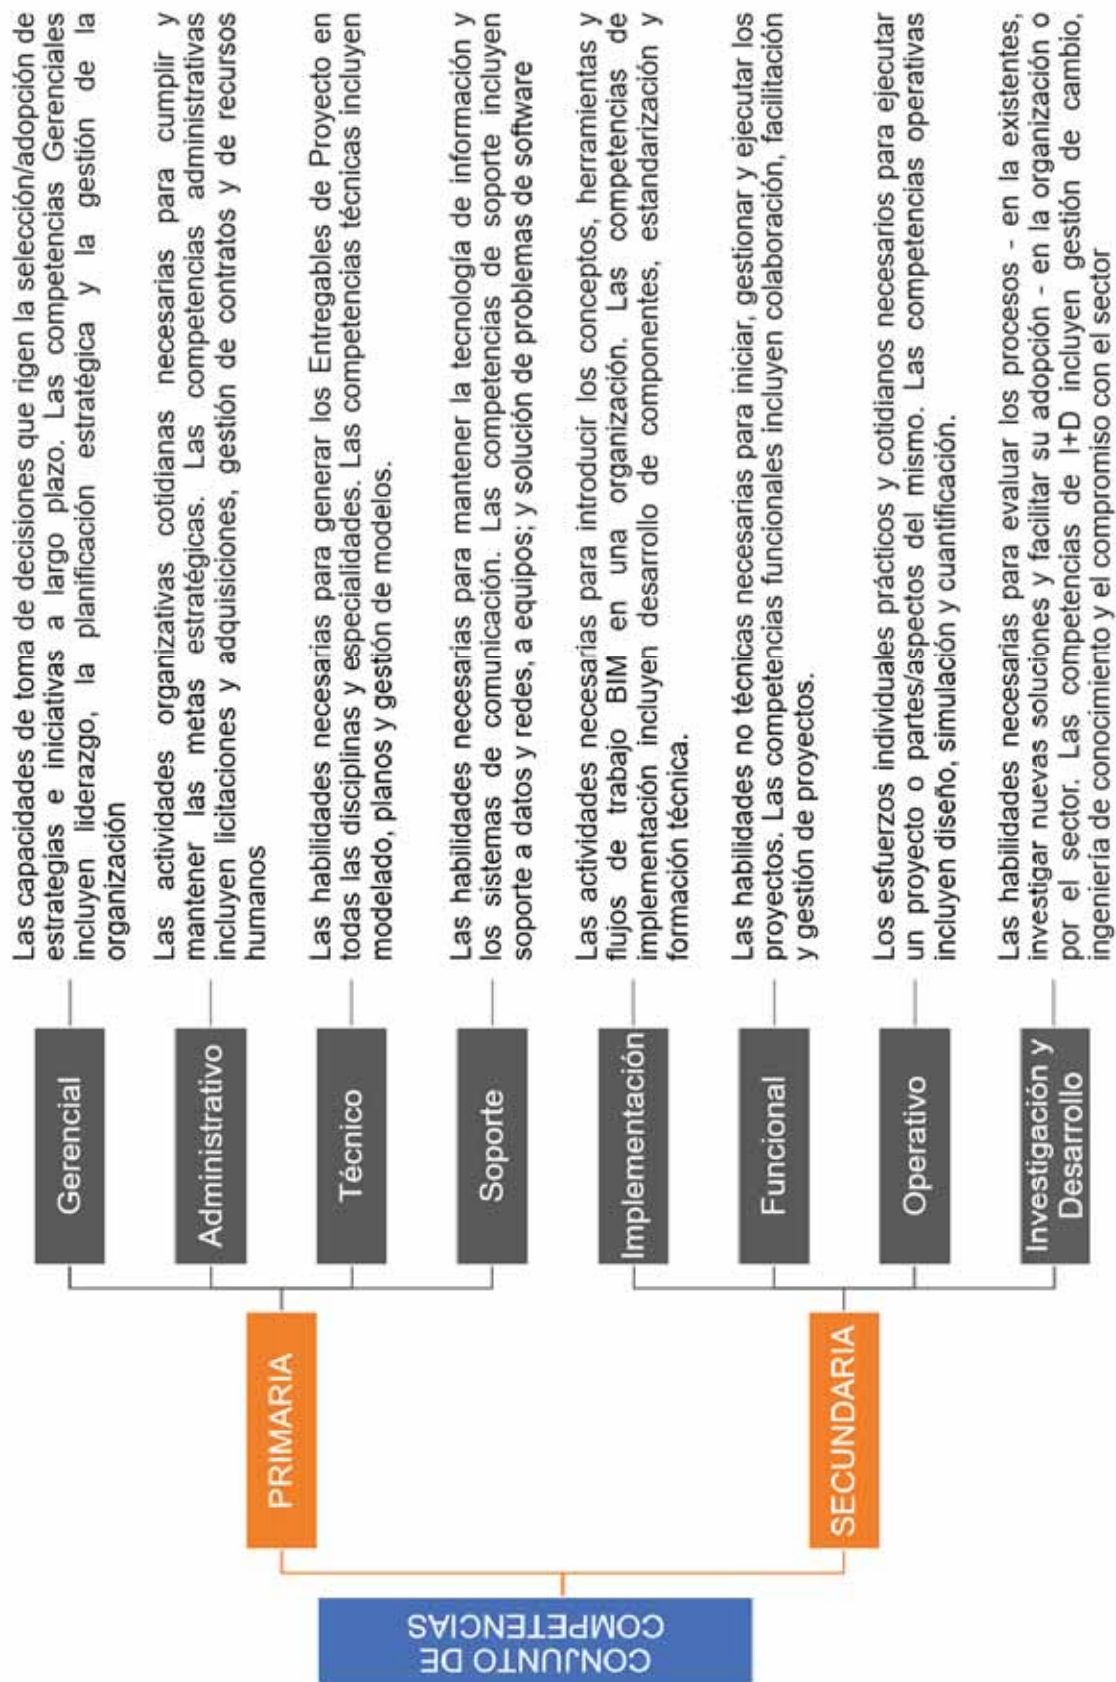 CONJUNTO DE
COMPETENCIAS
PRIMARIA
Gerencial
Las capacidades de toma de decisiones que rigen la selección/adopción de
estrategias e iniciativas a largo plazo. Las competencias Gerenciales
incluyen liderazgo, la planificación estratégica y la gestión de la
organización
Administrativo
Las actividades organizativas cotidianas necesarias para cumplir y
mantener las metas estratégicas. Las competencias administrativas
incluyen licitaciones y adquisiciones, gestión de contratos y de recursos
humanos
Técnico
Las habilidades necesarias para generar los Entregables de Proyecto en
todas las disciplinas y especialidades. Las competencias técnicas incluyen
modelado, planos y gestión de modelos.
Soporte
Las habilidades necesarias para mantener la tecnología de información y
los sistemas de comunicación. Las competencias de soporte incluyen
soporte a datos y redes, a equipos; y solución de problemas de software
SECUNDARIA
Implementación
Las actividades necesarias para introducir los conceptos, herramientas y
flujos de trabajo BIM en una organización. Las competencias de
implementación incluyen desarrollo de componentes, estandarización y
formación técnica.
Funcional
Las habilidades no técnicas necesarias para iniciar, gestionar y ejecutar los
proyectos. Las competencias funcionales incluyen colaboración, facilitación
y gestión de proyectos.
Operativo
Los esfuerzos individuales prácticos y cotidianos necesarios para ejecutar
un proyecto o partes/aspectos del mismo. Las competencias operativas
incluyen diseño, simulación y cuantificación.
Investigación y
Desarrollo
Las habilidades necesarias para evaluar los procesos - en la existentes,
investigar nuevas soluciones y facilitar su adopción - en la organización o
por el sector. Las competencias de I+D incluyen gestión de cambio,
ingeniería de conocimiento y el compromiso con el sector